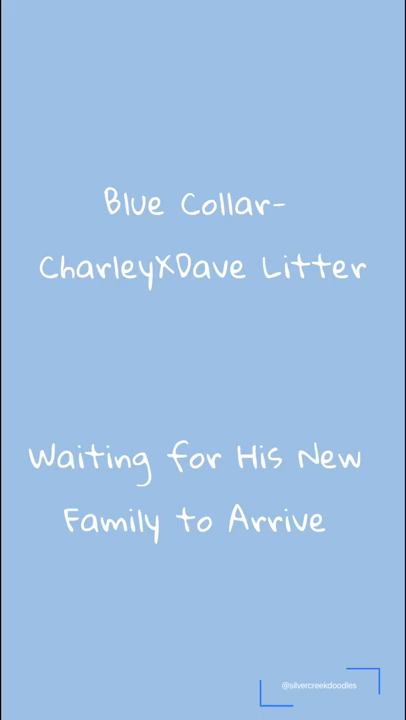 Blue Collar-
CharleyXDave Litter
Waiting for His New
Family to Arrive
@silvercreekdoodles